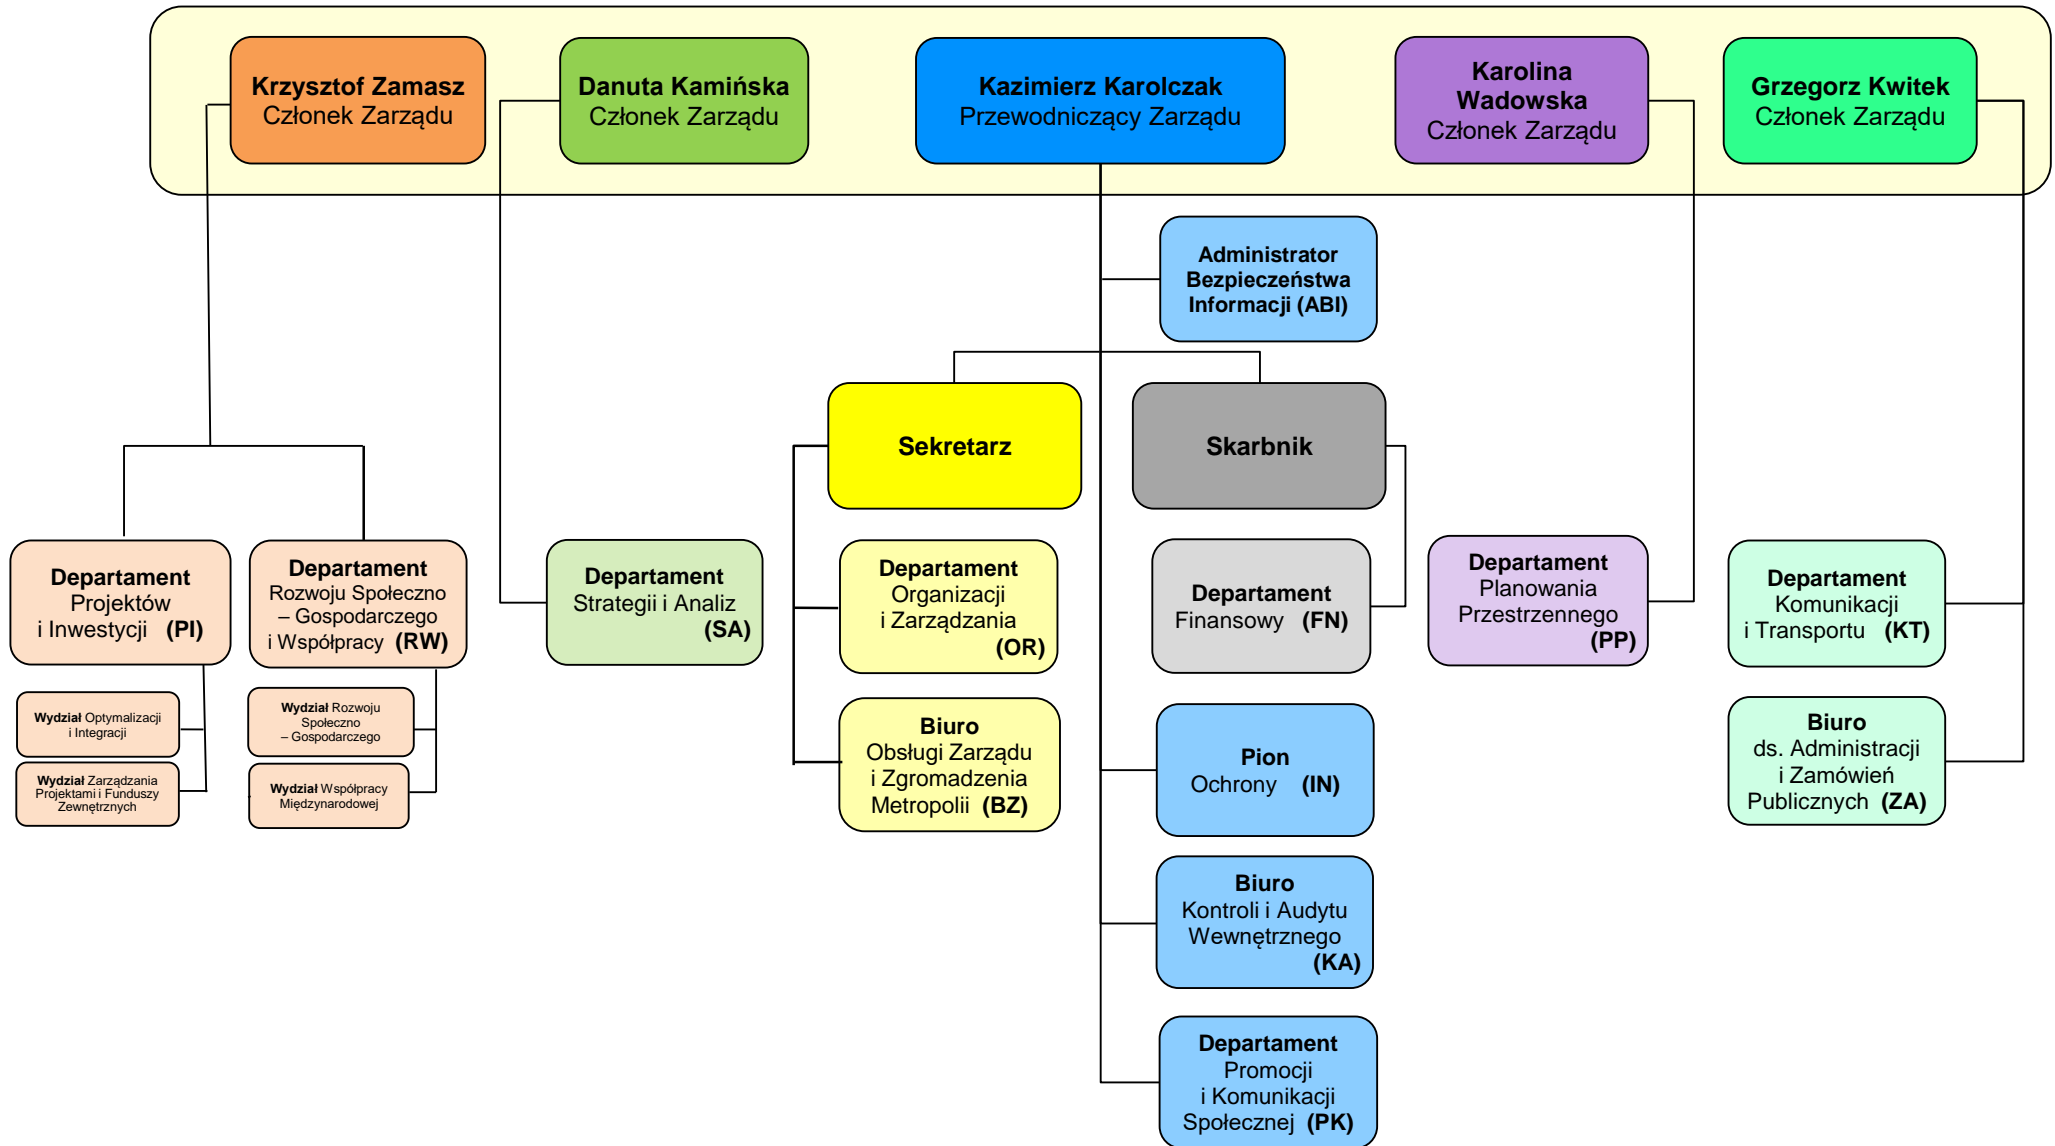 Krzysztof Zamasz
Członek Zarządu
Danuta Kamińska
Członek Zarządu
Kazimierz Karolczak
Przewodniczący Zarządu
Karolina
Wadowska
Członek Zarządu
Grzegorz Kwitek
Członek Zarządu
Administrator
Bezpieczeństwa
Informacji (ABI)
Sekretarz
Skarbnik
Departament
Projektów
i Inwestycji (PI)
Departament
Rozwoju Społeczno
– Gospodarczego
i Współpracy (RW)
Departament
Strategii i Analiz
(SA)
Departament
Organizacji
i Zarządzania
(OR)
Departament
Finansowy (FN)
Departament
Planowania
Przestrzennego
(PP)
Departament
Komunikacji
i Transportu (KT)
Wydział Optymalizacji
i Integracji
Wydział Zarządzania
Projektami i Funduszy
Zewnętrznych
Wydział Rozwoju
Społeczno
– Gospodarczego
Wydział Współpracy
Międzynarodowej
Biuro
Obsługi Zarządu
i Zgromadzenia
Metropolii (BZ)
Pion
Ochrony (IN)
Biuro
ds. Administracji
i Zamówień
Publicznych (ZA)
Biuro
Kontroli i Audytu
Wewnętrznego
(KA)
Departament
Promocji
i Komunikacji
Społecznej (PK)